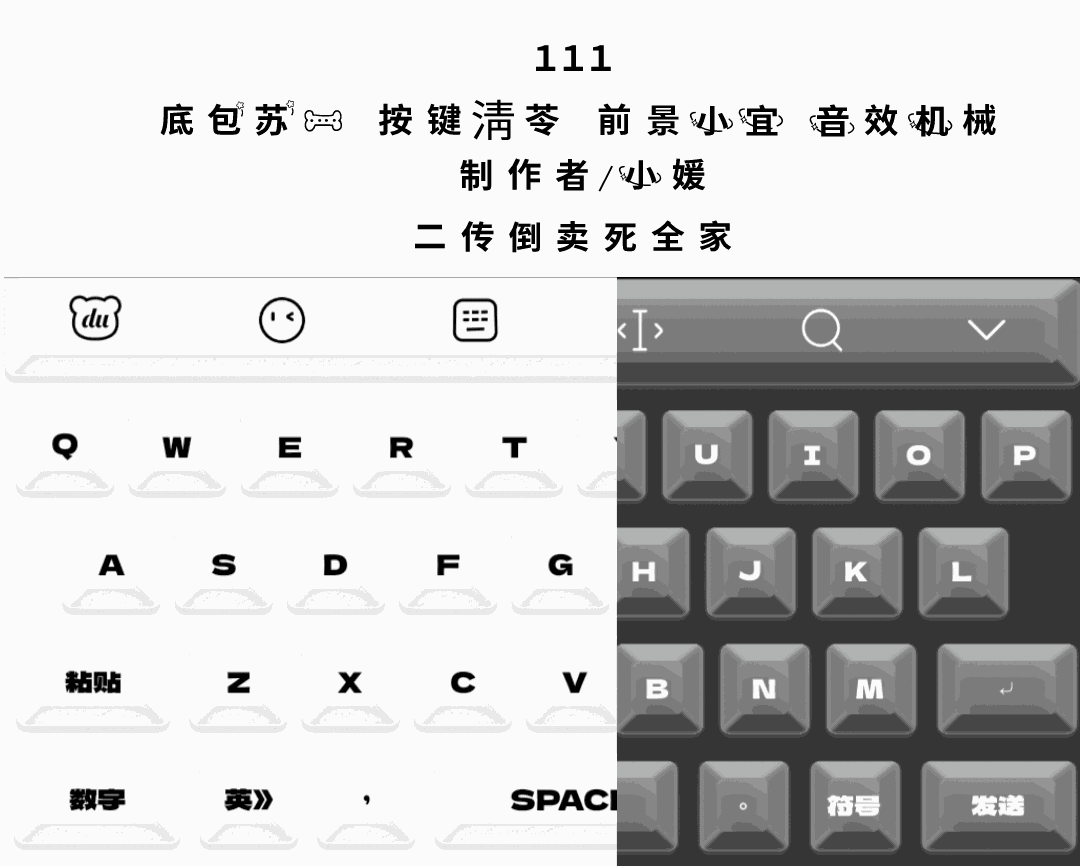 111
底包苏 按键淸苓 前景小宜 音效机械
制作者/小媛
二传倒卖死全家
du
Q W E R T U I O P
A S D F G H J K L
粘贴 Z X C V B N M
数字 英》 , SPAC 。 符号 发送